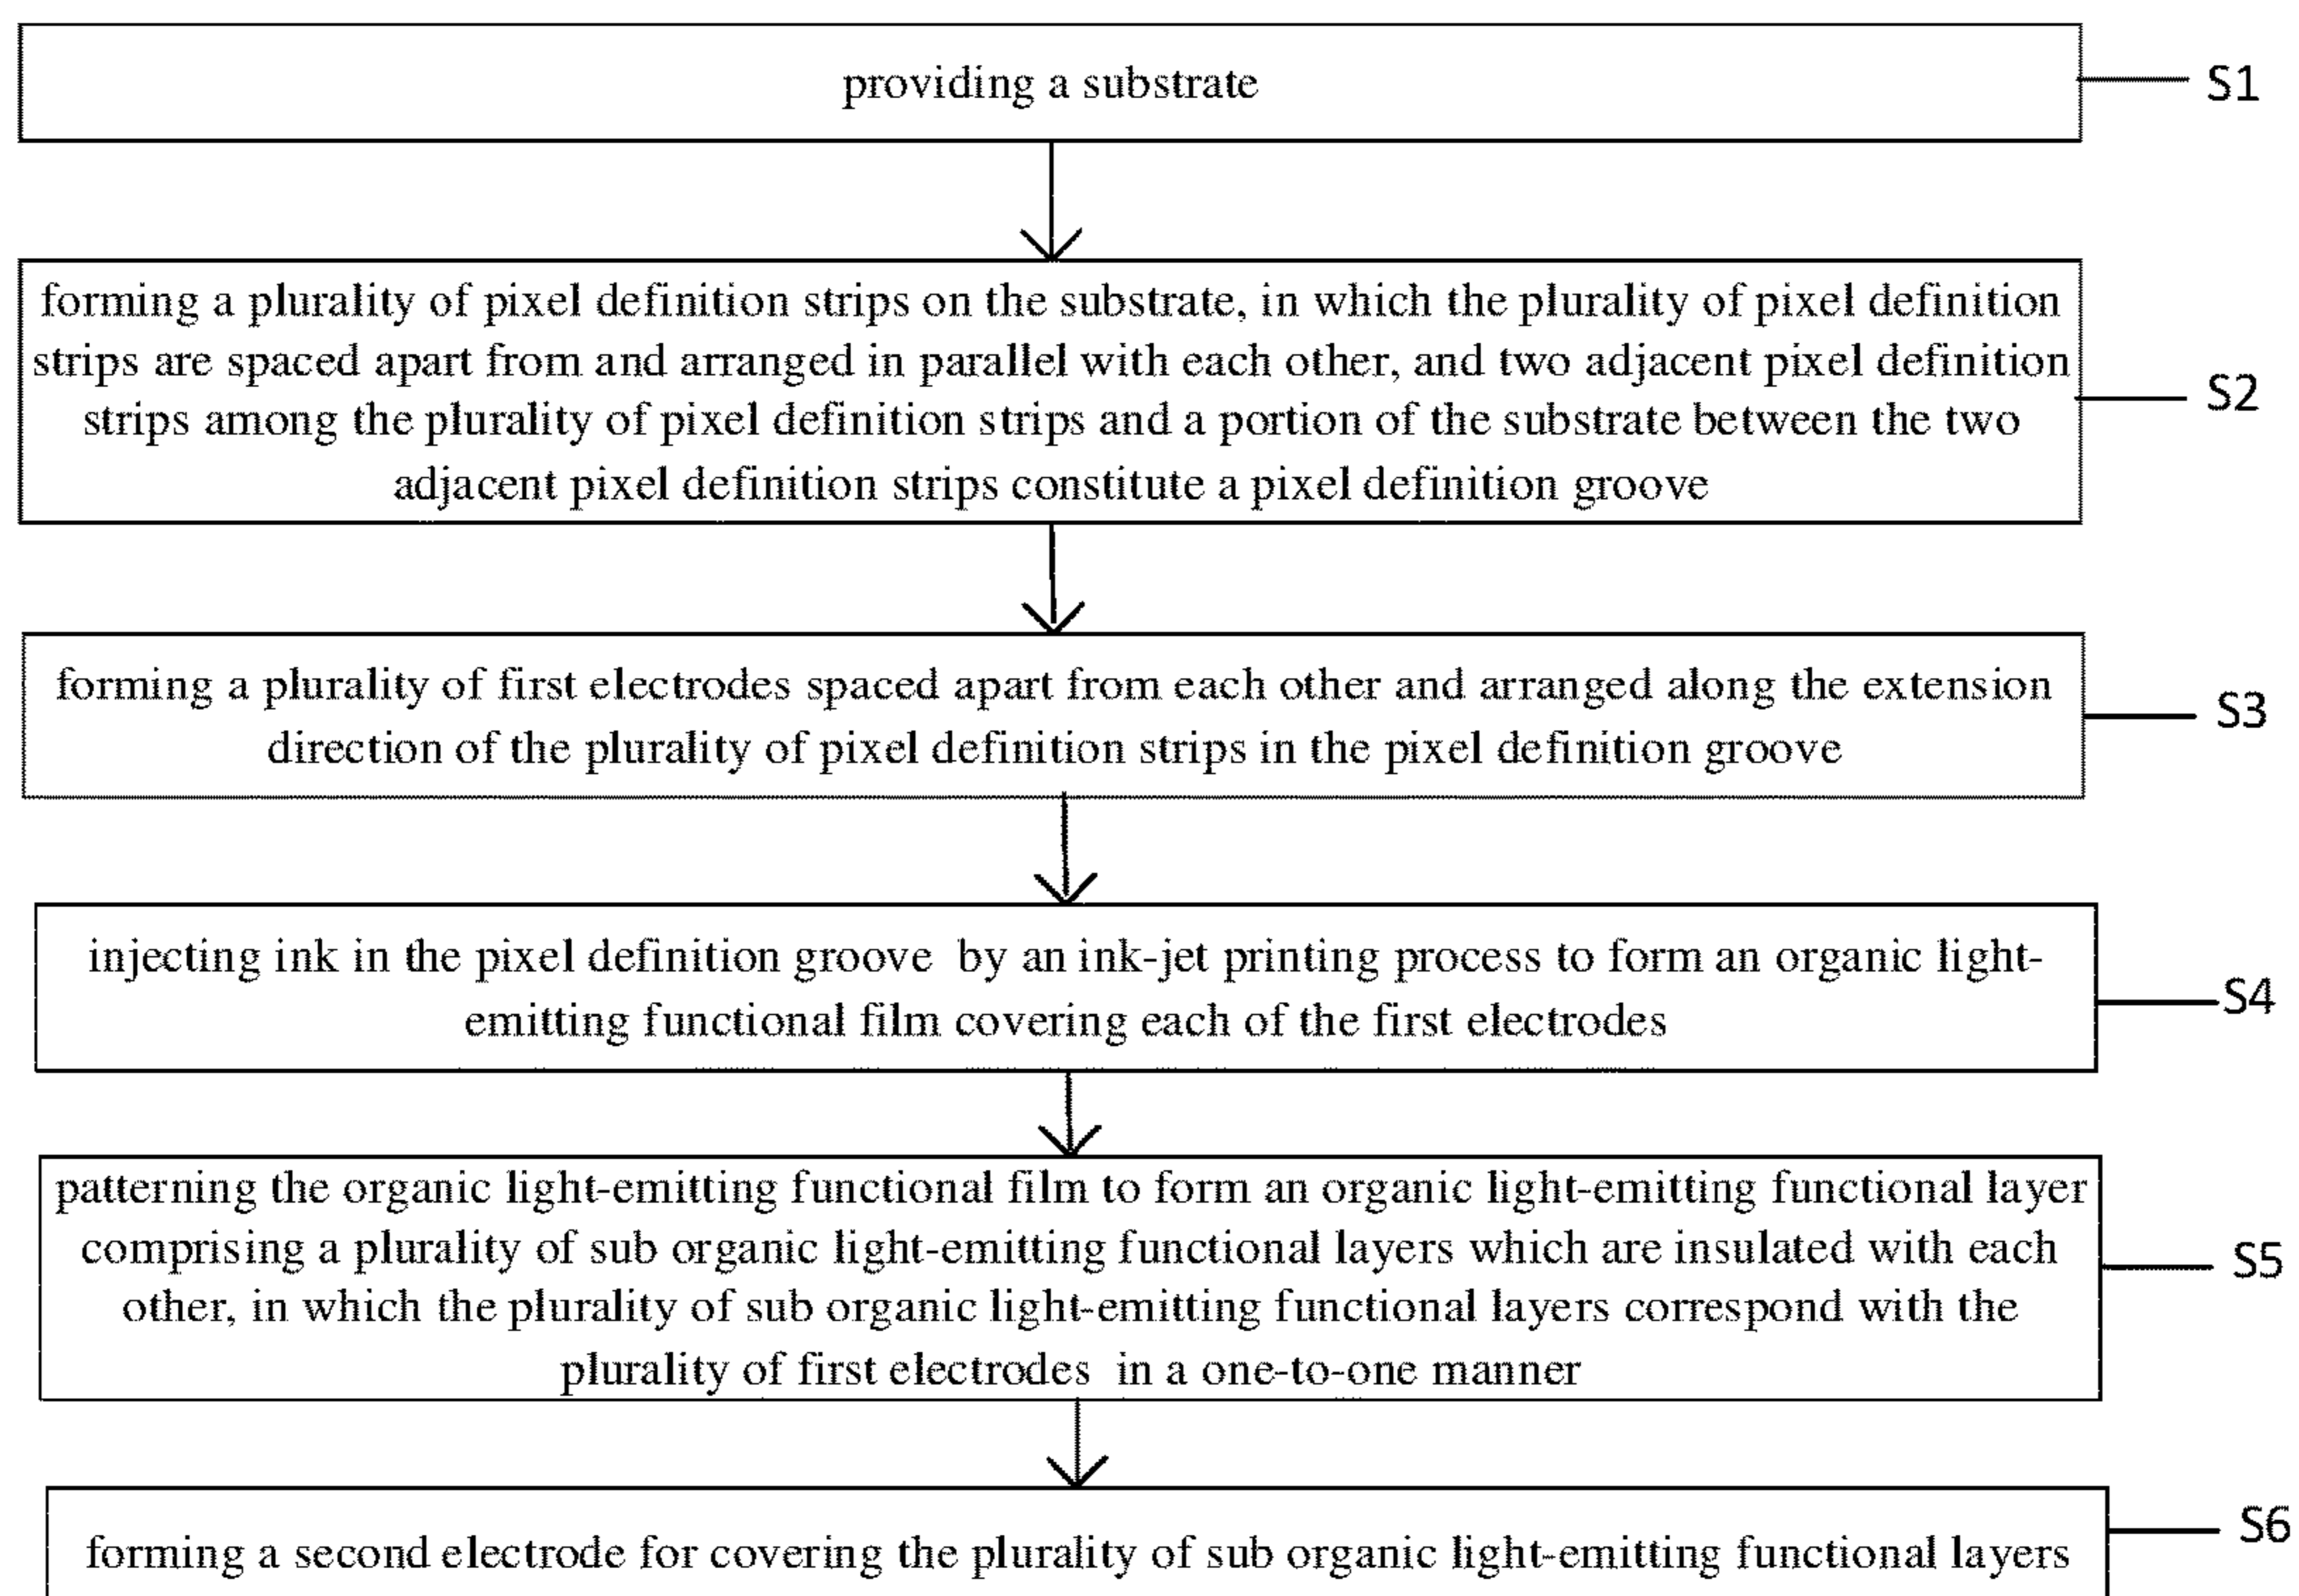 providing a substrate
S1
forming a plurality of pixel definition strips on the substrate, in which the plurality of pixel definition
strips are spaced apart from and arranged in parallel with each other, and two adjacent pixel definition
strips among the plurality of pixel definition strips and a portion of the substrate between the two
adjacent pixel definition strips constitute a pixel definition groove
S2
forming a plurality of first electrodes spaced apart from each other and arranged along the extension
direction of the plurality of pixel definition strips in the pixel definition groove
S3
injecting ink in the pixel definition groove by an ink-jet printing process to form an organic light-
emitting functional film covering each of the first electrodes
S4
patterning the organic light-emitting functional film to form an organic light-emitting functional layer
comprising a plurality of sub organic light-emitting functional layers which are insulated with each
other, in which the plurality of sub organic light-emitting functional layers correspond with the
plurality of first electrodes in a one-to-one manner
S5
forming a second electrode for covering the plurality of sub organic light-emitting functional layers
S6